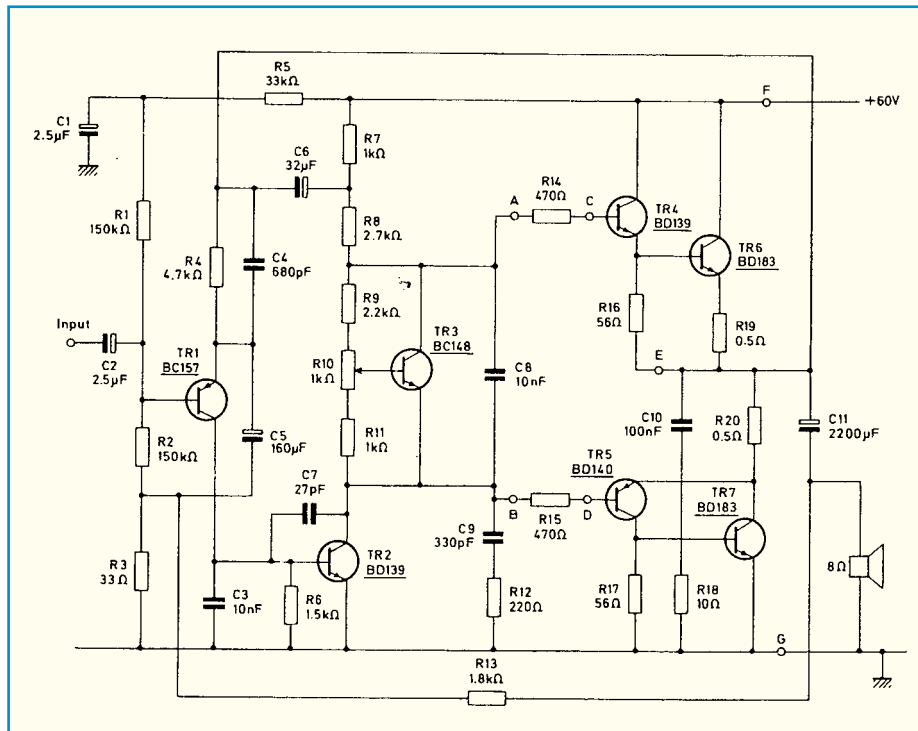 R5
33kΩ
F
+60V
C1
2.5µF
R7
1kΩ
C6
32µF
R14
470Ω
A
C
R1
150kΩ
R8
2.7kΩ
TR4
BD139
R4
4.7kΩ
C4
680pF
TR6
BD183
R9
2.2kΩ
R16
56Ω
R19
0.5Ω
Input
TR3
BC148
C2
2.5µF
TR1
BC157
R10
1kΩ
E
C8
10nF
C10
100nF
R20
0.5Ω
C11
2200µF
R2
150kΩ
C5
160µF
R11
1kΩ
TR5
BD140
C7
27pF
B
R15
470Ω
D
TR7
BD183
C9
330pF
8Ω
R3
33Ω
TR2
BD139
C3
10nF
R6
1.5kΩ
R12
220Ω
R17
56Ω
R18
10Ω
G
R13
1.8kΩ